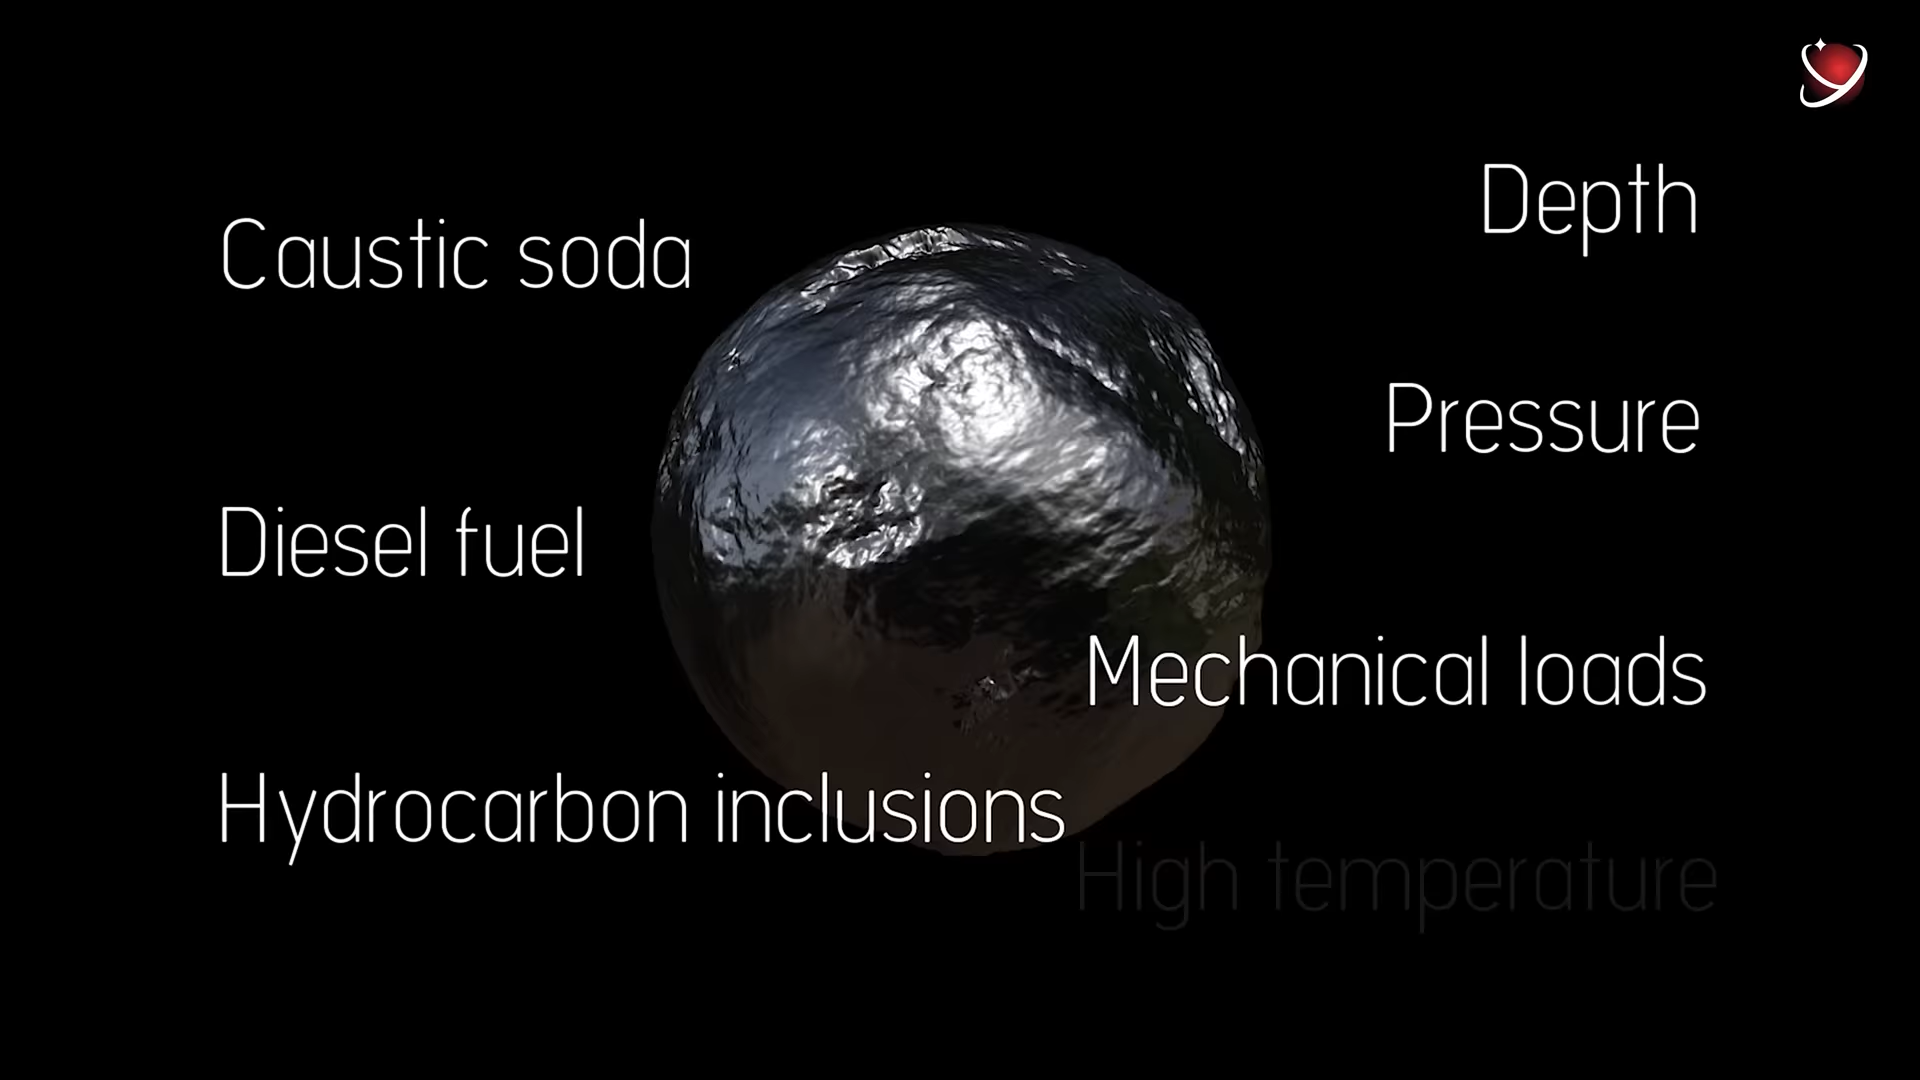 Caustic soda
Diesel fuel
Hydrocarbon inclusions
Depth
Pressure
Mechanical loads
High temperature